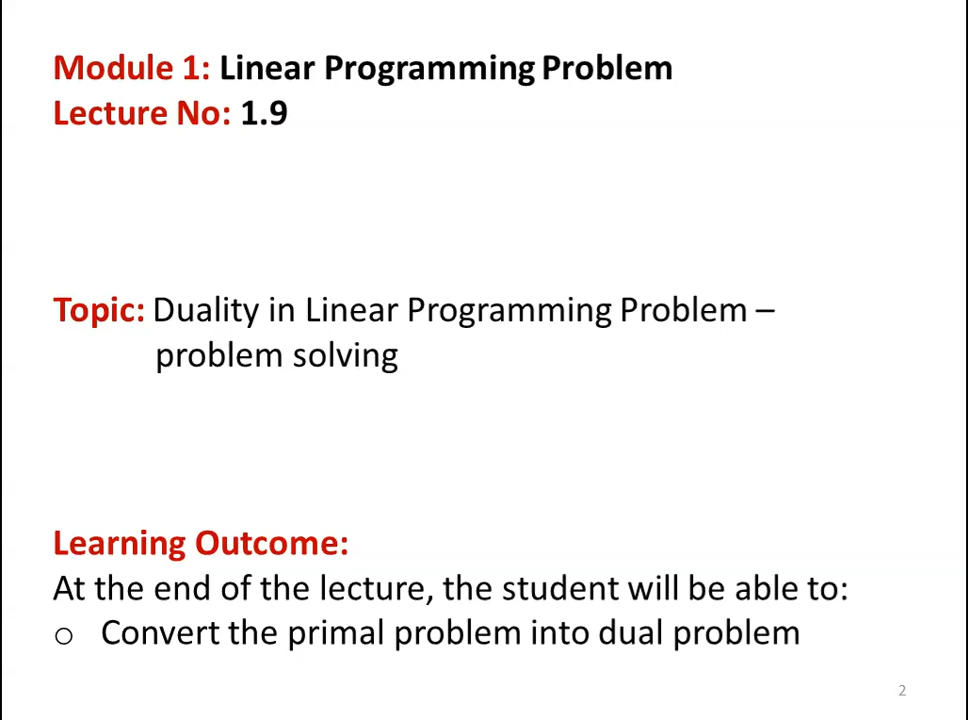 Module 1: Linear Programming Problem
Lecture No: 1.9
Topic: Duality in Linear Programming Problem –
problem solving
Learning Outcome:
At the end of the lecture, the student will be able to:
o Convert the primal problem into dual problem
2